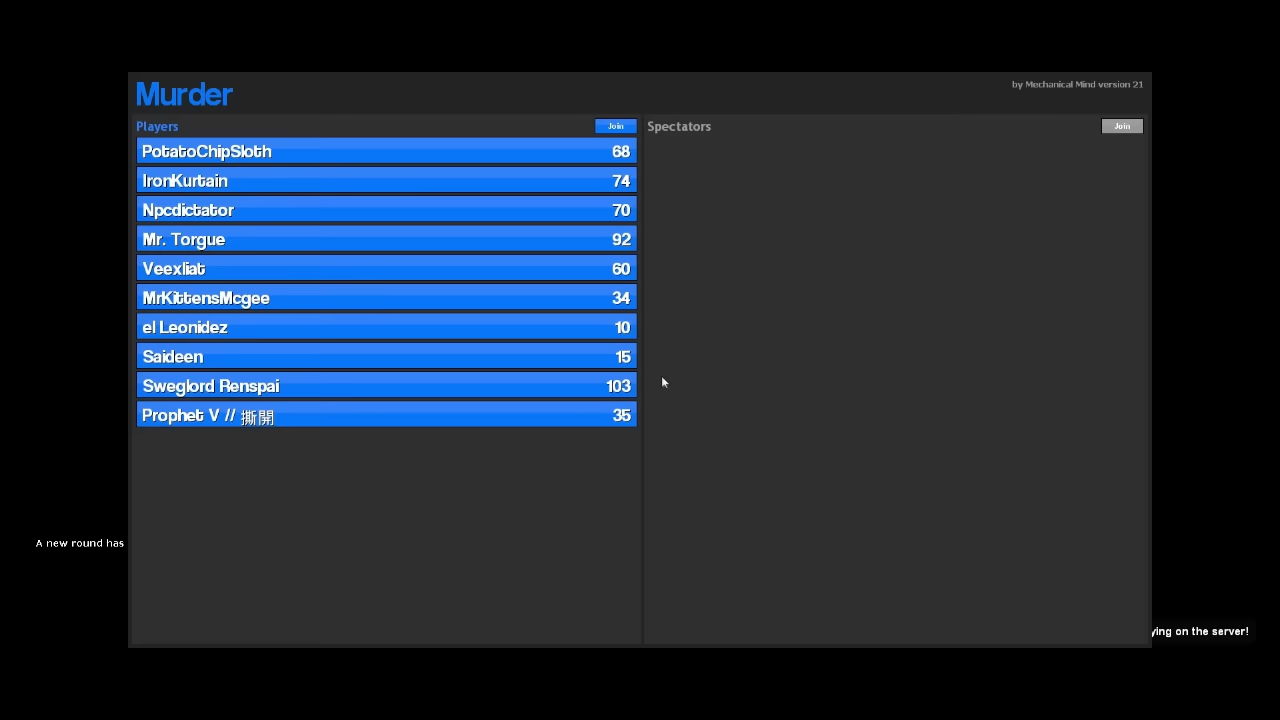 Murder
by Mechanical Mind version 21
Players
Join
Spectators
Join
PotatoChipSloth 68
IronKurtain 74
Npcdictator 70
Mr. Torgue 92
Veexliat 60
MrKittensMcgee 34
el Leonidez 10
Saideen 15
Sweglord Renspai 103
Prophet V // 撕開 35
A new round has
ying on the server!